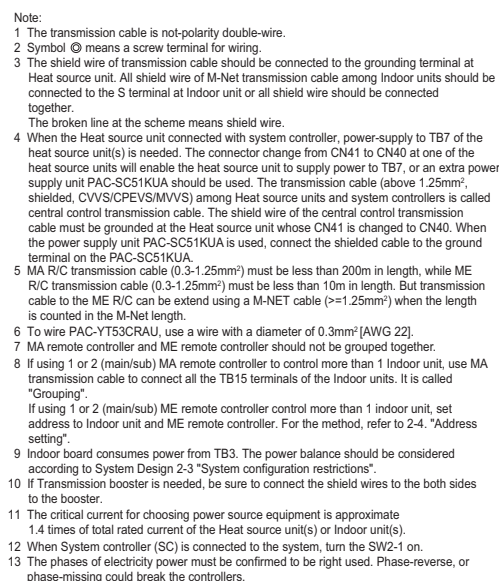 Note:
1 The transmission cable is not-polarity double-wire.
2 Symbol ◎ means a screw terminal for wiring.
3 The shield wire of transmission cable should be connected to the grounding terminal at
Heat source unit. All shield wire of M-Net transmission cable among Indoor units should be
connected to the S terminal at Indoor unit or all shield wire should be connected
together.
The broken line at the scheme means shield wire.
4 When the Heat source unit connected with system controller, power-supply to TB7 of the
heat source unit(s) is needed. The connector change from CN41 to CN40 at one of the
heat source units will enable the heat source unit to supply power to TB7, or an extra power
supply unit PAC-SC51KUA should be used. The transmission cable (above 1.25mm²,
shielded, CVVS/CPEVS/MVVS) among Heat source units and system controllers is called
central control transmission cable. The shield wire of the central control transmission
cable must be grounded at the Heat source unit whose CN41 is changed to CN40. When
the power supply unit PAC-SC51KUA is used, connect the shielded cable to the ground
terminal on the PAC-SC51KUA.
5 MA R/C transmission cable (0.3-1.25mm²) must be less than 200m in length, while ME
R/C transmission cable (0.3-1.25mm²) must be less than 10m in length. But transmission
cable to the ME R/C can be extend using a M-NET cable (>=1.25mm²) when the length
is counted in the M-Net length.
6 To wire PAC-YT53CRAU, use a wire with a diameter of 0.3mm² [AWG 22].
7 MA remote controller and ME remote controller should not be grouped together.
8 If using 1 or 2 (main/sub) MA remote controller to control more than 1 Indoor unit, use MA
transmission cable to connect all the TB15 terminals of the Indoor units. It is called
"Grouping".
If using 1 or 2 (main/sub) ME remote controller control more than 1 indoor unit, set
address to Indoor unit and ME remote controller. For the method, refer to 2-4. "Address
setting".
9 Indoor board consumes power from TB3. The power balance should be considered
according to System Design 2-3 "System configuration restrictions".
10 If Transmission booster is needed, be sure to connect the shield wires to the both sides
to the booster.
11 The critical current for choosing power source equipment is approximate
1.4 times of total rated current of the Heat source unit(s) or Indoor unit(s).
12 When System controller (SC) is connected to the system, turn the SW2-1 on.
13 The phases of electricity power must be confirmed to be right used. Phase-reverse, or
phase-missing could break the controllers.